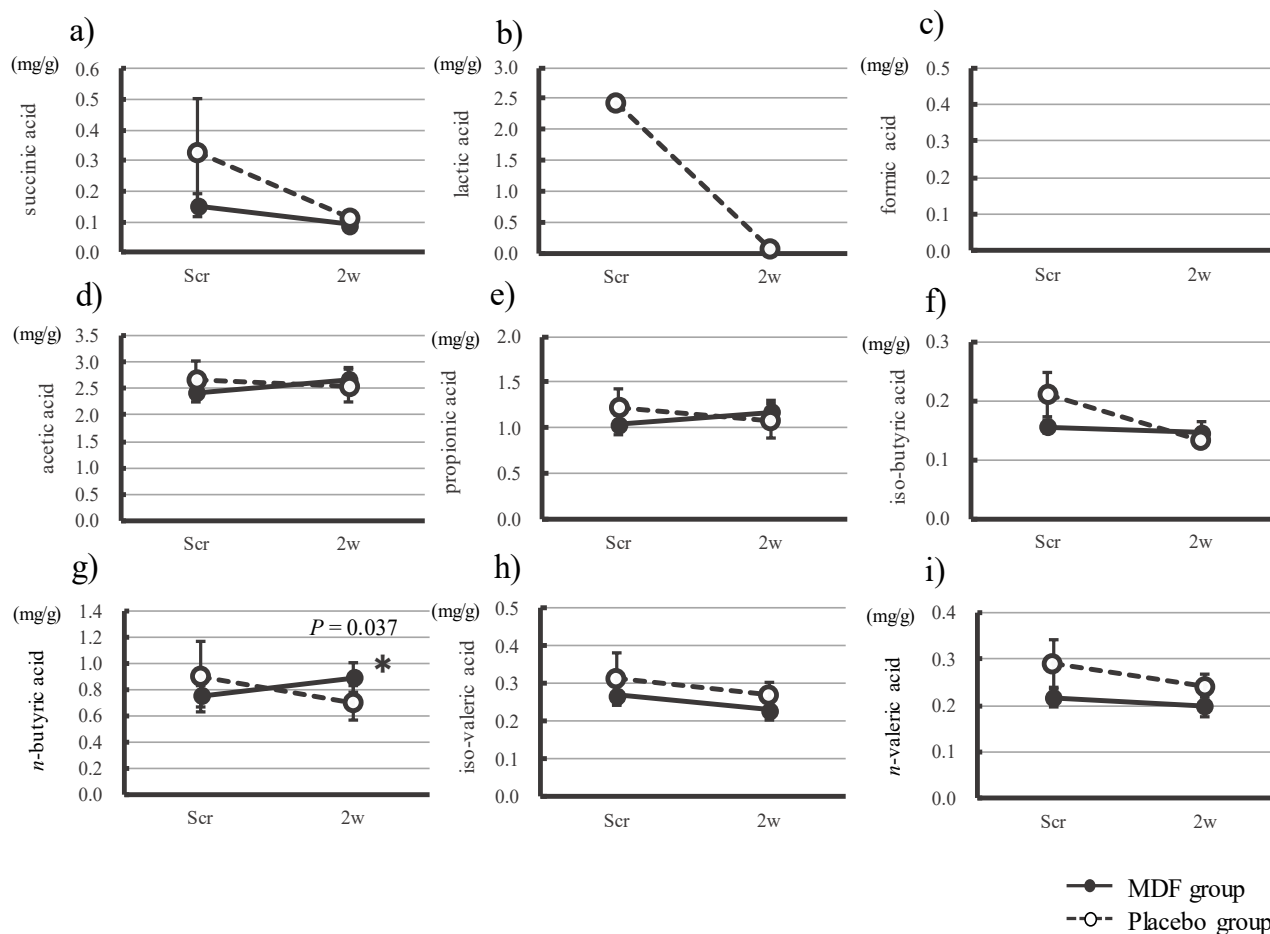 a)
(mg/g)
succinic acid
0.6
0.5
0.4
0.3
0.2
0.1
0.0
Scr 2w
b)
(mg/g)
lactic acid
3.0
2.5
2.0
1.5
1.0
0.5
0.0
Scr 2w
c)
(mg/g)
formic acid
0.5
0.4
0.3
0.2
0.1
0.0
Scr 2w
d)
(mg/g)
acetic acid
3.5
3.0
2.5
2.0
1.5
1.0
0.5
0.0
Scr 2w
e)
(mg/g)
propionic acid
2.0
1.5
1.0
0.5
0.0
Scr 2w
f)
(mg/g)
iso-butyric acid
0.3
0.2
0.1
0.0
Scr 2w
g)
(mg/g)
n-butyric acid
1.4
1.2
1.0
0.8
0.6
0.4
0.2
0.0
P = 0.037
*
Scr 2w
h)
(mg/g)
iso-valeric acid
0.5
0.4
0.3
0.2
0.1
0.0
Scr 2w
i)
(mg/g)
n-valeric acid
0.4
0.3
0.2
0.1
0.0
Scr 2w
MDF group
Placebo group